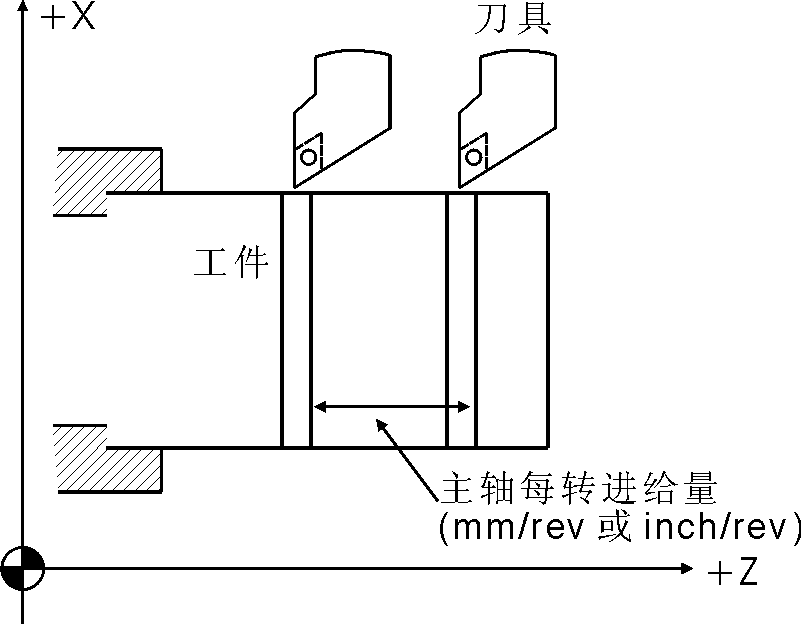 +X
刀具
工件
主轴每转进给量
(mm/rev 或 inch/rev)
+Z